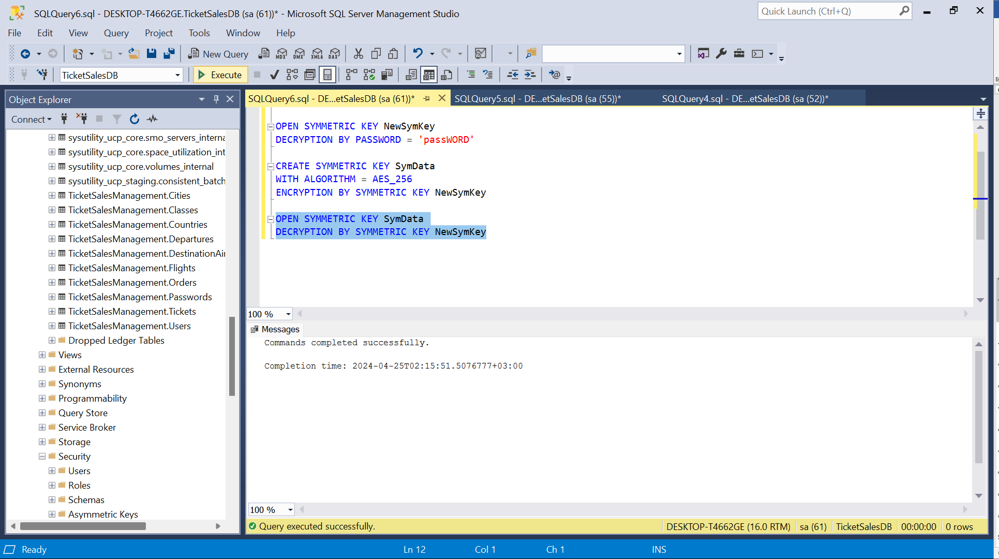 SQLQuery6.sql - DESKTOP-T4662GE.TicketSalesDB (sa (61))* - Microsoft SQL Server Management Studio
Quick Launch (Ctrl+Q)
File Edit View Query Project Tools Window Help
New Query MDX DMX XMLA DAX
TicketSalesDB Execute
Object Explorer
Connect
sysutility_ucp_core.smo_servers_interna
sysutility_ucp_core.space_utilization_int
sysutility_ucp_core.volumes_internal
sysutility_ucp_staging.consistent_batch
TicketSalesManagement.Cities
TicketSalesManagement.Classes
TicketSalesManagement.Countries
TicketSalesManagement.Departures
TicketSalesManagement.DestinationAir
TicketSalesManagement.Flights
TicketSalesManagement.Orders
TicketSalesManagement.Passwords
TicketSalesManagement.Tickets
TicketSalesManagement.Users
Dropped Ledger Tables
Views
External Resources
Synonyms
Programmability
Query Store
Service Broker
Storage
Security
Users
Roles
Schemas
Asymmetric Keys
SQLQuery6.sql - DE...etSalesDB (sa (61))* SQLQuery5.sql - DE...etSalesDB (sa (55))* SQLQuery4.sql - DE...etSalesDB (sa (52))*
OPEN SYMMETRIC KEY NewSymKey
DECRYPTION BY PASSWORD = 'passWORD'
CREATE SYMMETRIC KEY SymData
WITH ALGORITHM = AES_256
ENCRYPTION BY SYMMETRIC KEY NewSymKey
OPEN SYMMETRIC KEY SymData
DECRYPTION BY SYMMETRIC KEY NewSymKey
100 %
Messages
Commands completed successfully.
Completion time: 2024-04-25T02:15:51.5076777+03:00
100 %
Query executed successfully. DESKTOP-T4662GE (16.0 RTM) sa (61) TicketSalesDB 00:00:00 0 rows
Ready Ln 12 Col 1 Ch 1 INS